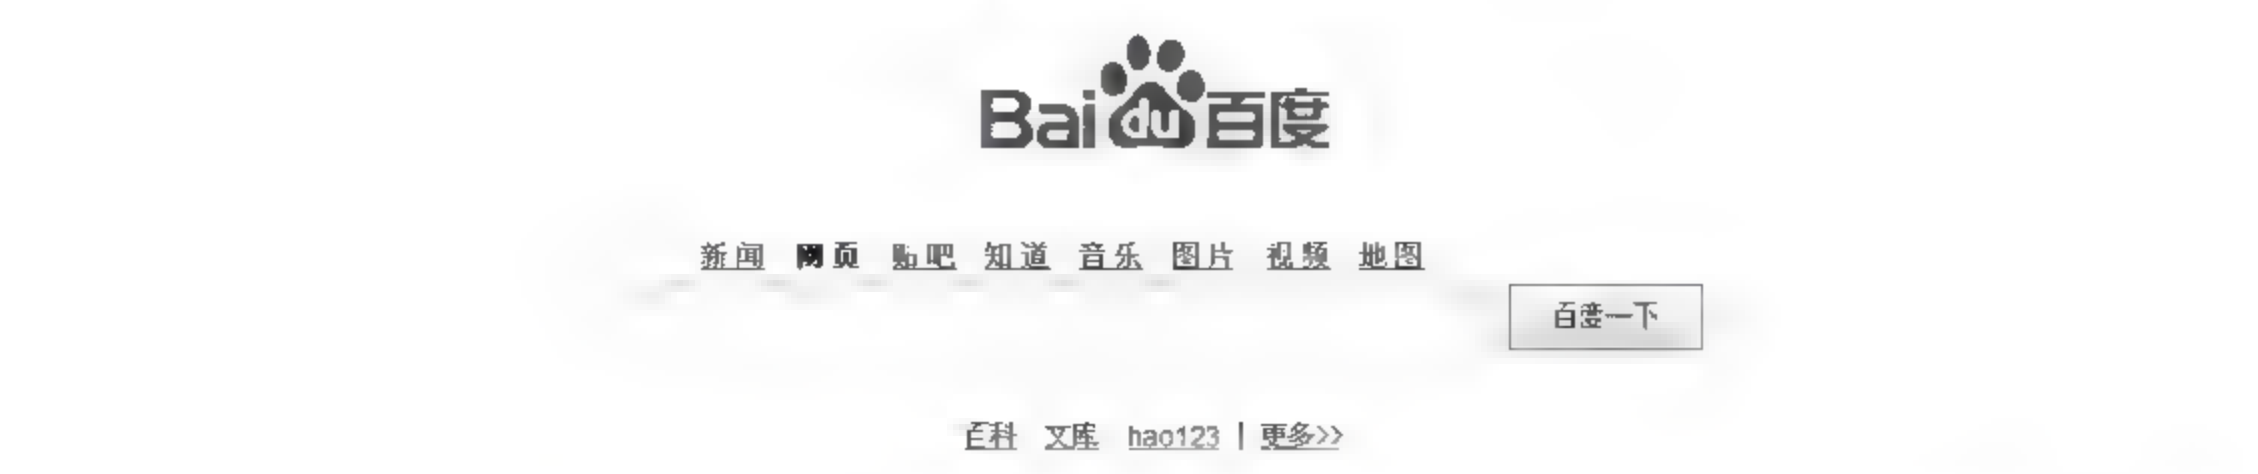 Baidu百度
新闻 网页 贴吧 知道 音乐 图片 视频 地图
百度一下
百科 文库 hao123 | 更多>>